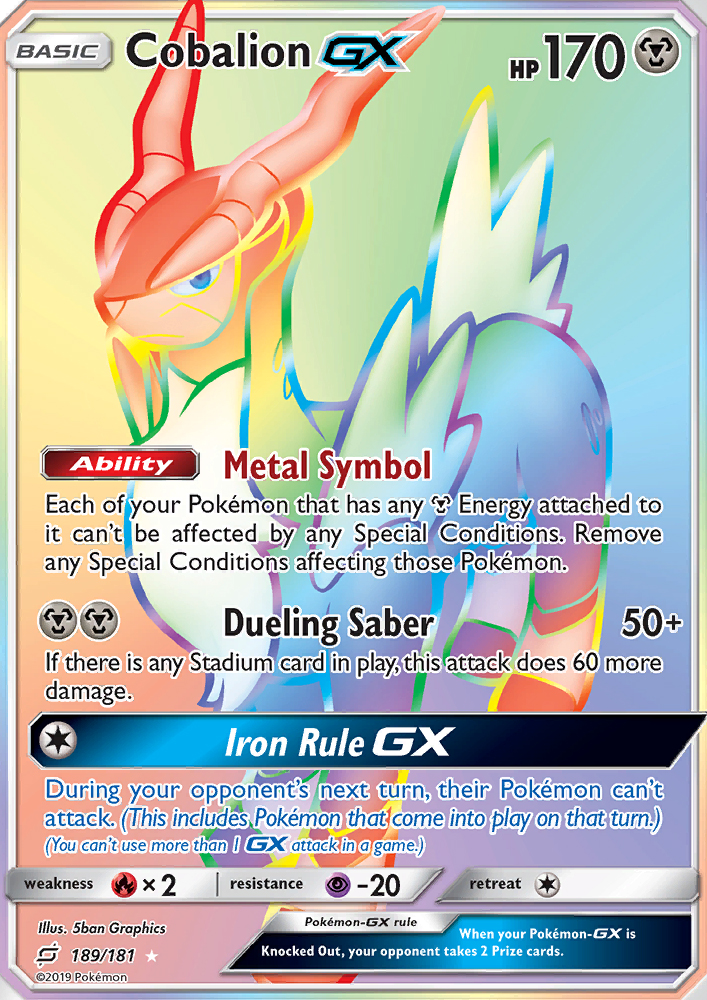 BASIC Cobalion GX HP 170
Ability Metal Symbol
Each of your Pokémon that has any Energy attached to
it can't be affected by any Special Conditions. Remove
any Special Conditions affecting those Pokémon.
Dueling Saber 50+
If there is any Stadium card in play, this attack does 60 more
damage.
Iron Rule GX
During your opponent's next turn, their Pokémon can't
attack. (This includes Pokémon that come into play on that turn.)
(You can't use more than 1 GX attack in a game.)
weakness ×2 resistance -20 retreat
Illus. 5ban Graphics
189/181
©2019 Pokémon
Pokémon-GX rule
When your Pokémon-GX is
Knocked Out, your opponent takes 2 Prize cards.